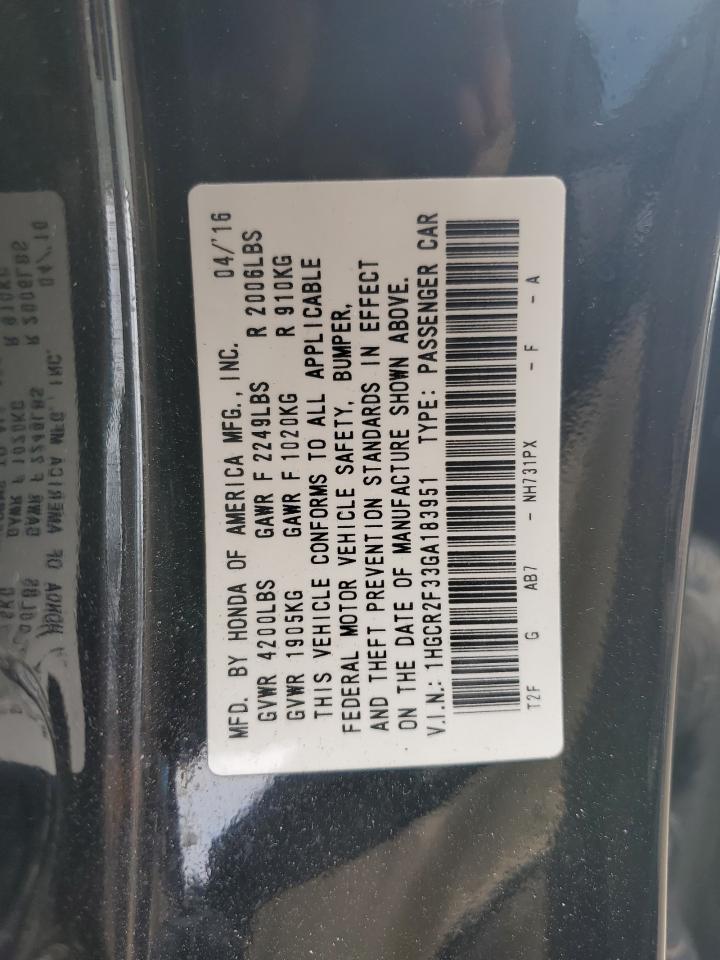 MFD. BY HONDA OF AMERICA MFG., INC. 04/'16
GVWR 4200LBS GAWR F 2249LBS R 2006LBS
GVWR 1905KG GAWR F 1020KG R 910KG
THIS VEHICLE CONFORMS TO ALL APPLICABLE
FEDERAL MOTOR VEHICLE SAFETY, BUMPER,
AND THEFT PREVENTION STANDARDS IN EFFECT
ON THE DATE OF MANUFACTURE SHOWN ABOVE.
V.I.N.: 1HGCR2F33GA183951 TYPE: PASSENGER CAR
T2F G AB7 - NH731PX - F - A